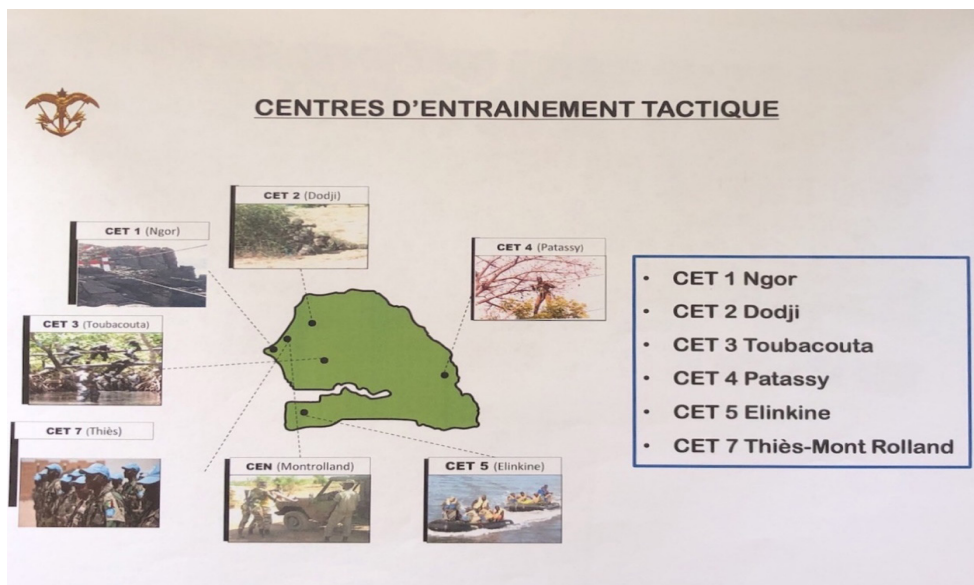 CENTRES D'ENTRAINEMENT TACTIQUE
CET 2 (Dodji)
CET 1 (Ngor)
CET 4 (Patassy)
CET 3 (Toubacouta)
CET 7 (Thiès)
CEN (Montrolland)
CET 5 (Elinkine)
• CET 1 Ngor
• CET 2 Dodji
• CET 3 Toubacouta
• CET 4 Patassy
• CET 5 Elinkine
• CET 7 Thiès-Mont Rolland